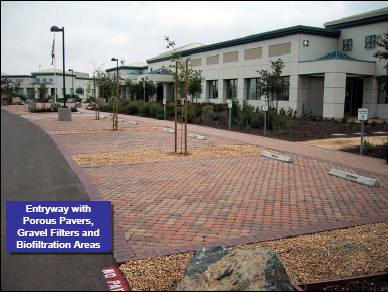 Entryway with
Porous Pavers,
Gravel Filters and
Biofiltration Areas
NO PA